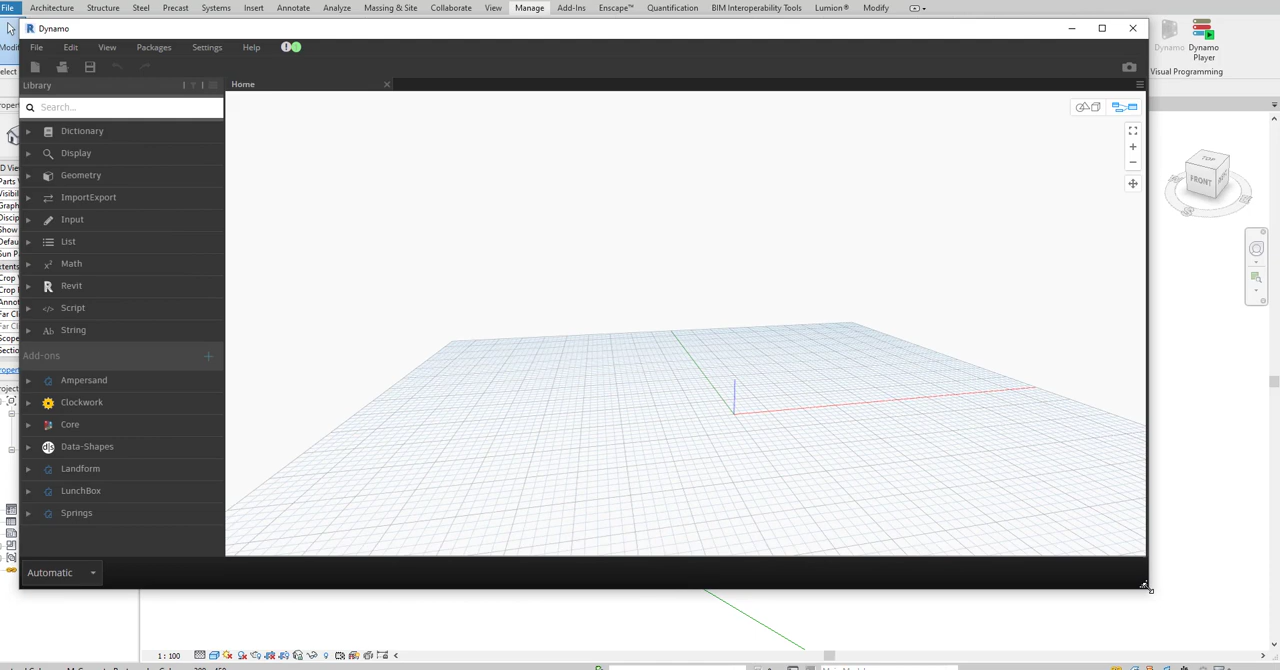 File Architecture Structure Steel Precast Systems Insert Annotate Analyze Massing & Site Collaborate View Manage Add-Ins Enscape™ Quantification BIM Interoperability Tools Lumion® Modify
Dynamo
File Edit View Packages Settings Help
Dynamo
Dynamo Player
Visual Programming
Library
Home
Search...
Dictionary
Display
Geometry
ImportExport
Input
List
Math
Revit
Script
String
Add-ons
Ampersand
Clockwork
Core
Data-Shapes
Landform
LunchBox
Springs
Automatic
TOP
FRONT
1 : 100